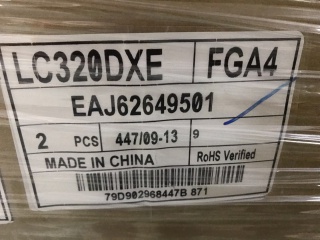 LC320DXE FGA4
EAJ62649501
2 PCS 447/09-13 9
MADE IN CHINA RoHS Verified
79D902968447B 871